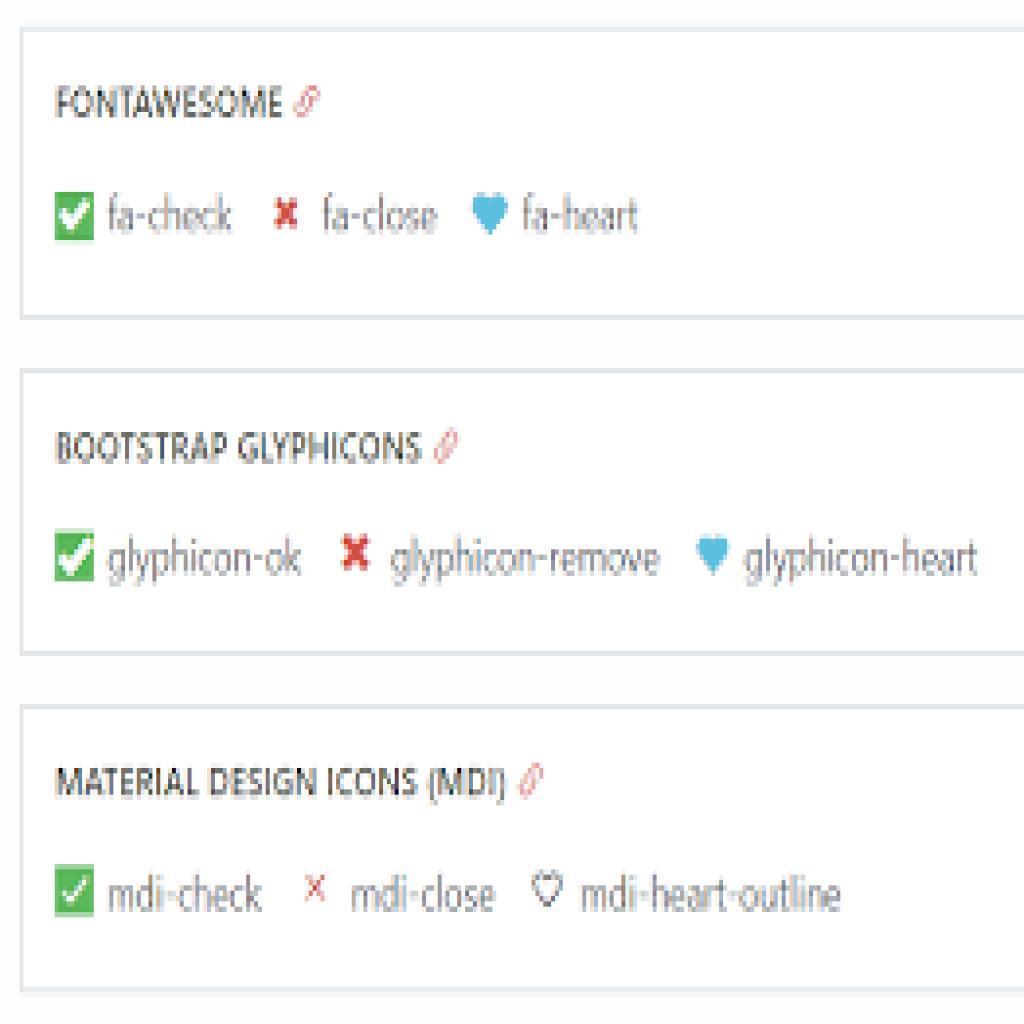 FONTAWESOME
fa-check fa-close fa-heart
BOOTSTRAP GLYPHICONS
glyphicon-ok glyphicon-remove glyphicon-heart
MATERIAL DESIGN ICONS (MDI)
mdi-check mdi-close mdi-heart-outline